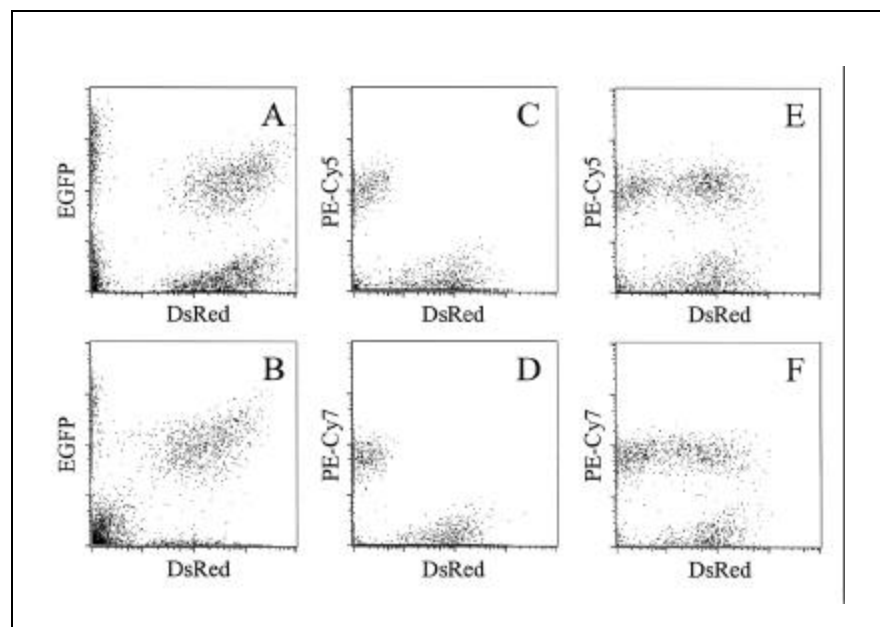 A
EGFP
DsRed
C
PE-Cy5
DsRed
E
PE-Cy5
DsRed
B
EGFP
DsRed
D
PE-Cy7
DsRed
F
PE-Cy7
DsRed